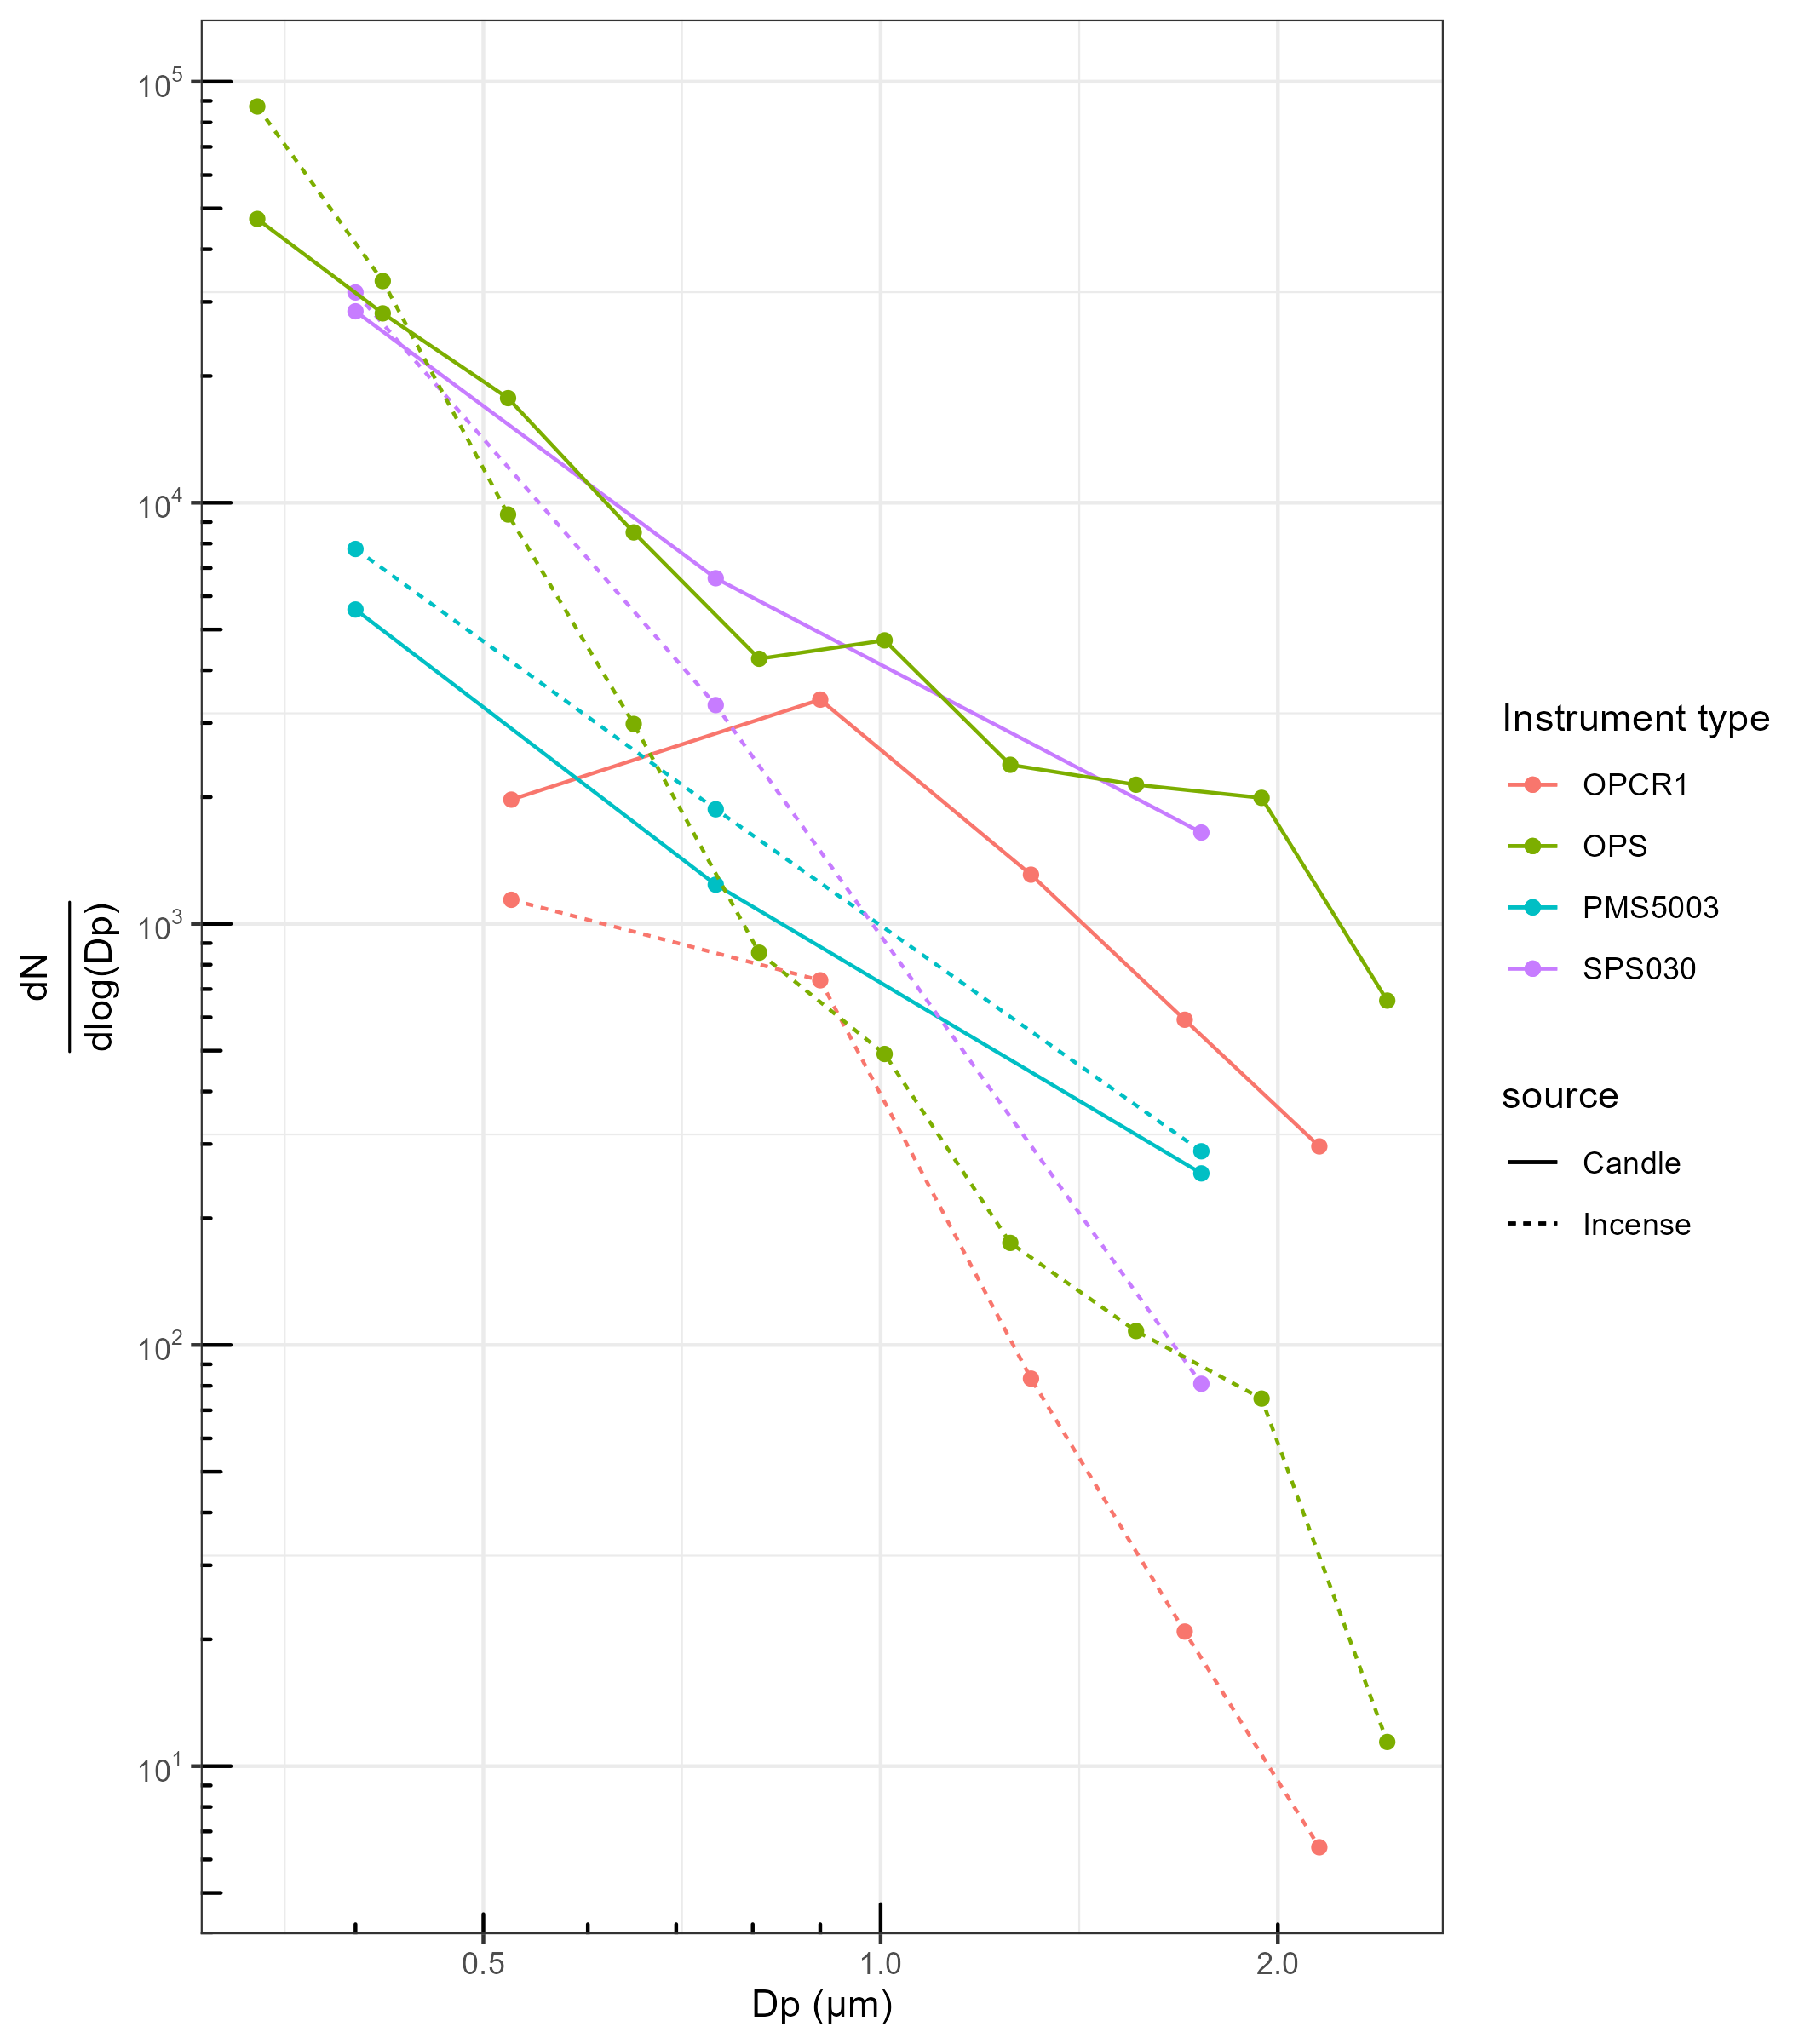 dN
dlog(Dp)
10^5
10^4
10^3
10^2
10^1
0.5 1.0 2.0
Dp (μm)
Instrument type
OPCR1
OPS
PMS5003
SPS030
source
Candle
Incense